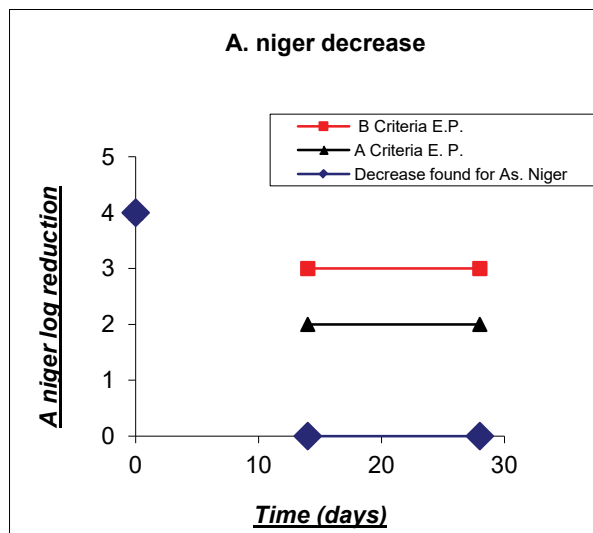 A. niger decrease
B Criteria E.P.
A Criteria E. P.
Decrease found for As. Niger
5
4
3
2
1
0
0 10 20 30
A niger log reduction
Time (days)